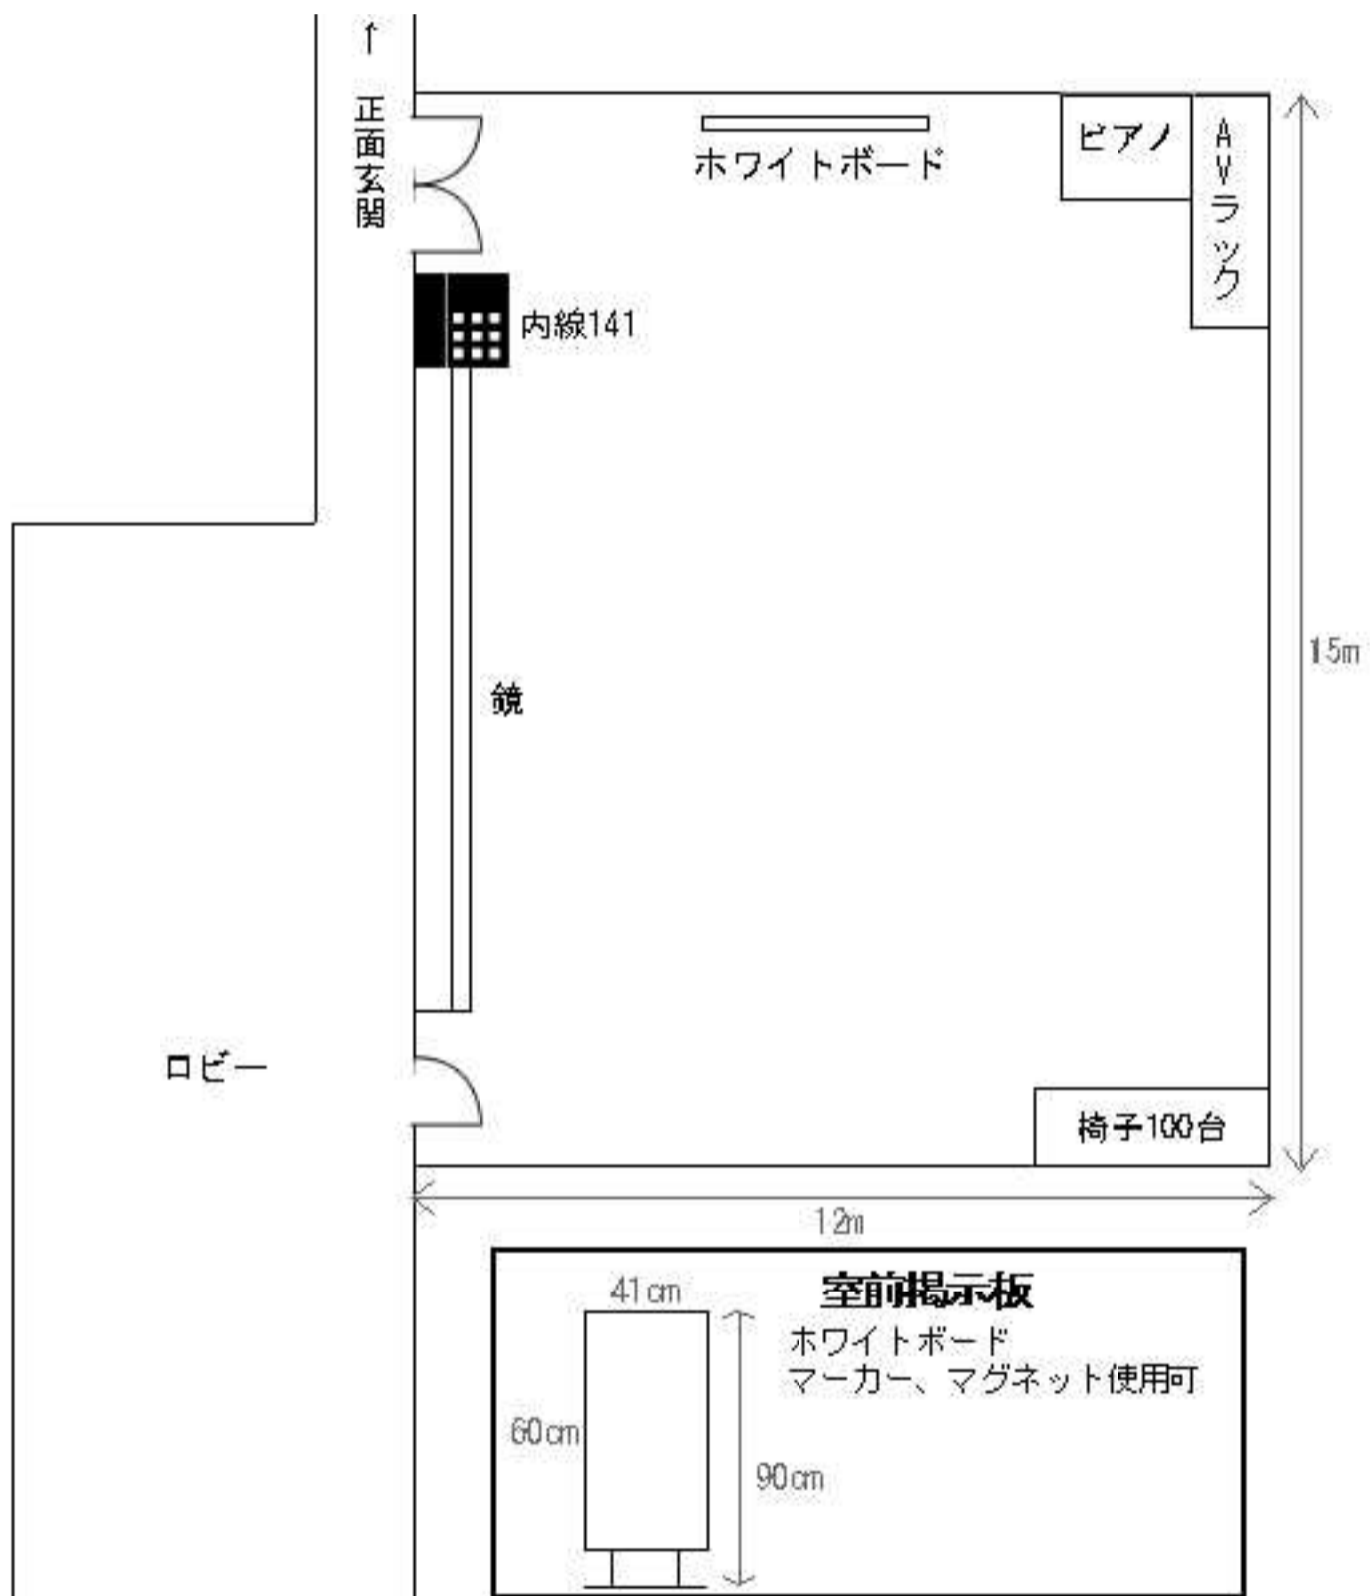 ↑
正面玄関
ホワイトボード
ピアノ
AVラック
内線141
鏡
15m
ロビー
椅子100台
12m
室前掲示板
41cm
ホワイトボード
マーカー、マグネット使用可
60cm
90cm